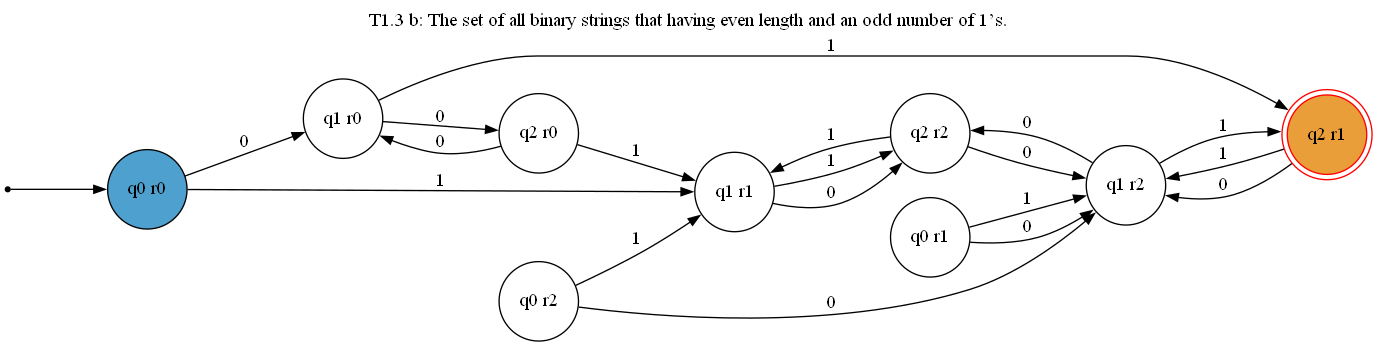 T1.3 b: The set of all binary strings that having even length and an odd number of 1’s.
1
q1 r0
0
q2 r0
0
0
q0 r0
1
1
q1 r1
1
1
0
q2 r2
0
0
q1 r2
1
1
0
q2 r1
q0 r1
1
0
1
q0 r2
0